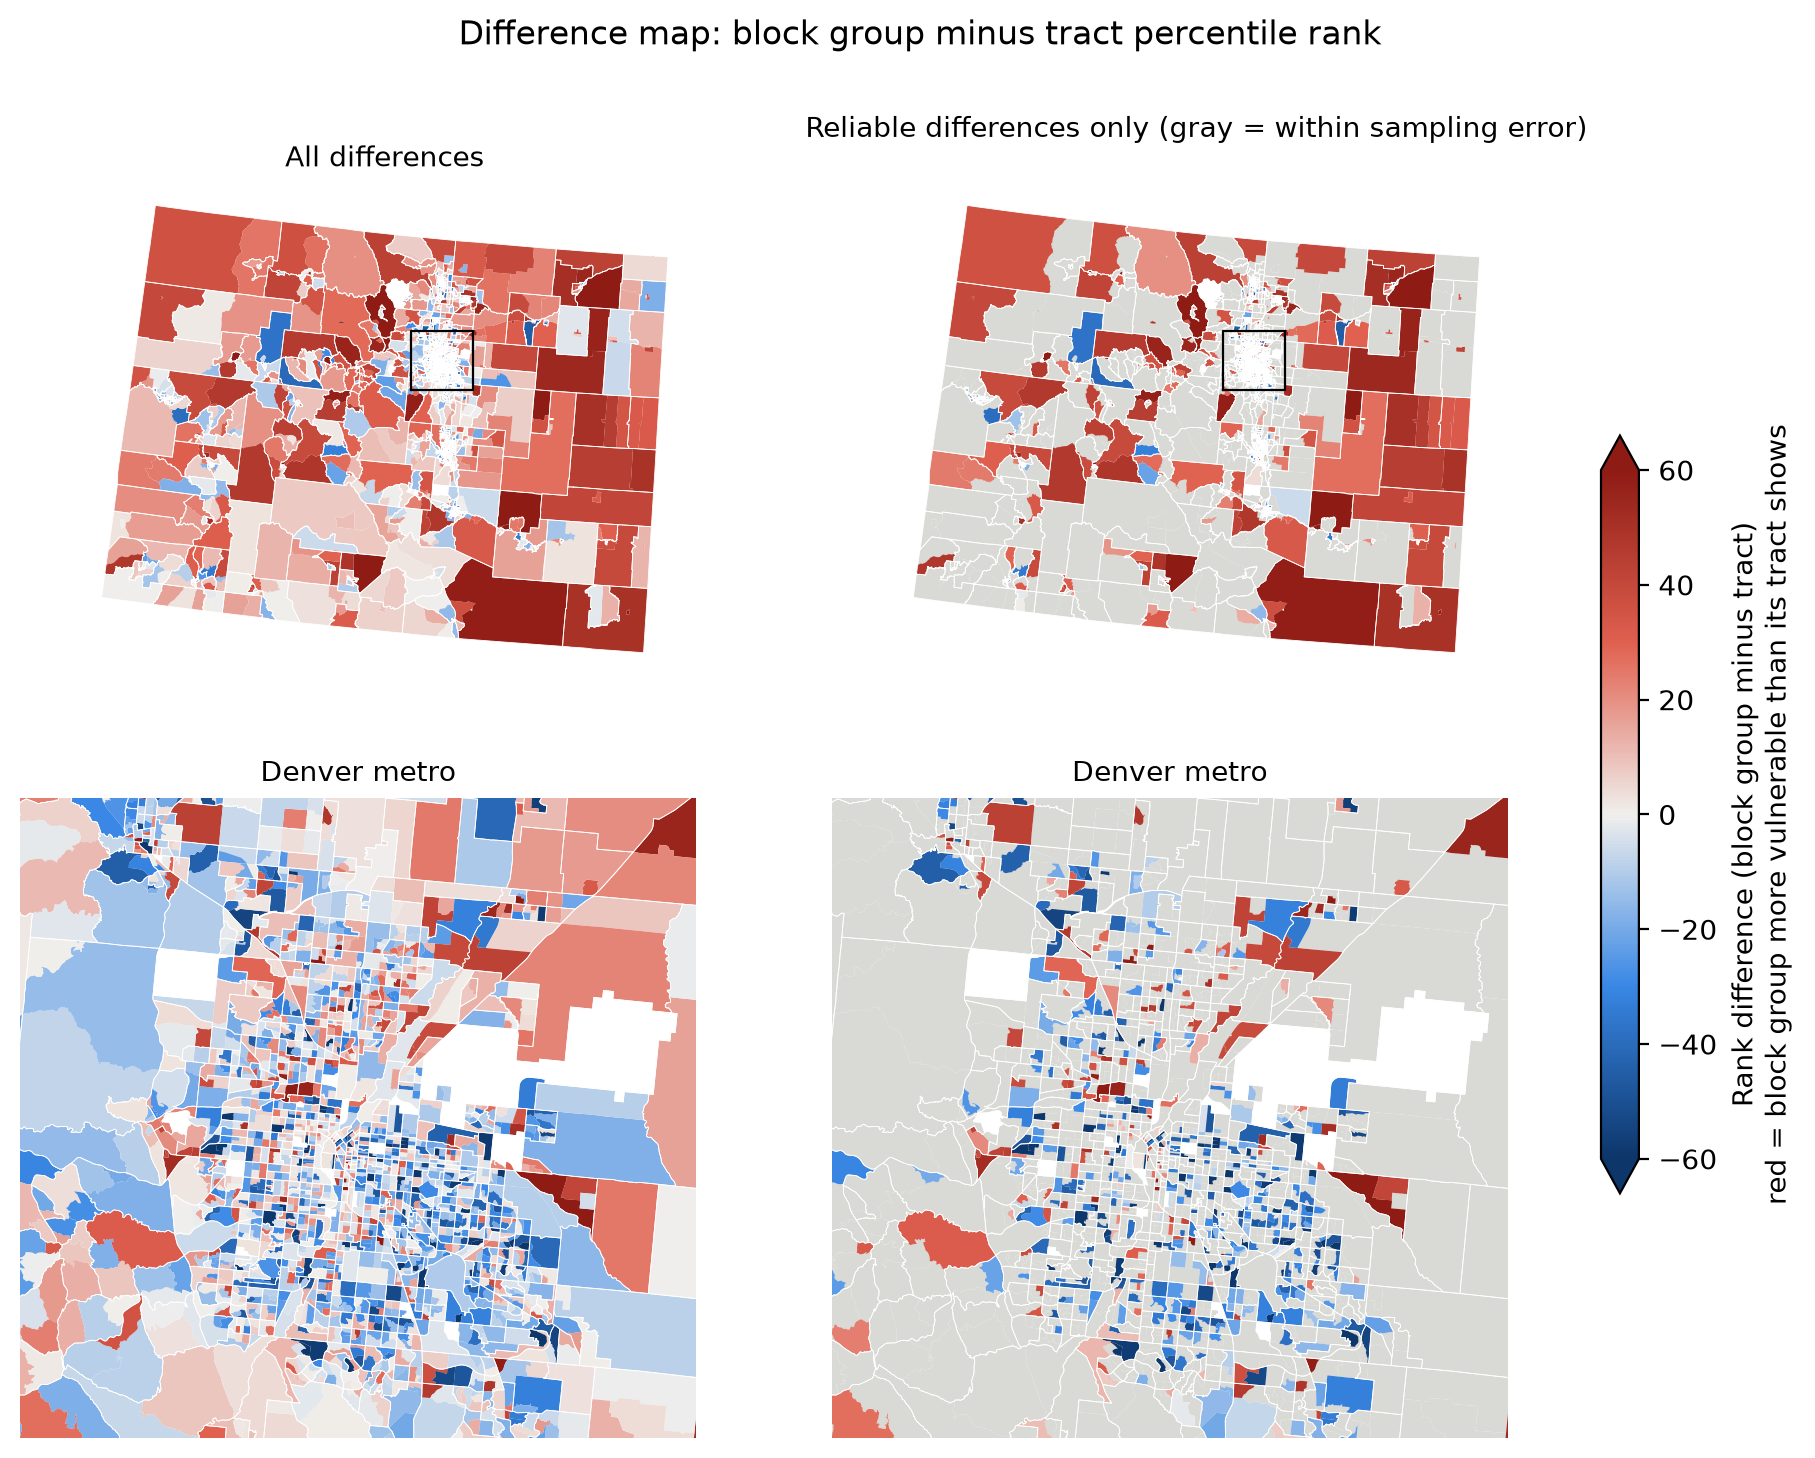 Difference map: block group minus tract percentile rank
All differences
Reliable differences only (gray = within sampling error)
Denver metro
Denver metro
60
40
20
0
−20
−40
−60
Rank difference (block group minus tract)
red = block group more vulnerable than its tract shows